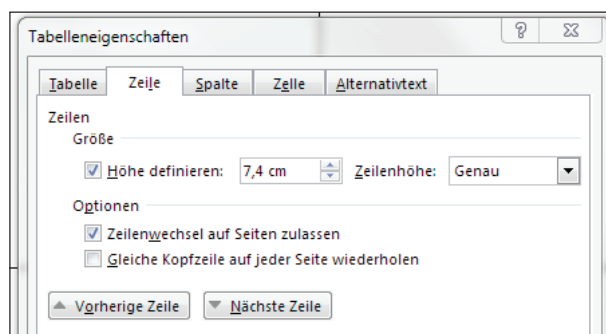 Tabelleneigenschaften
Tabelle Zeile Spalte Zelle Alternativtext
Zeilen
Größe
Höhe definieren: 7,4 cm Zeilenhöhe: Genau
Optionen
Zeilenwechsel auf Seiten zulassen
Gleiche Kopfzeile auf jeder Seite wiederholen
Vorherige Zeile Nächste Zeile